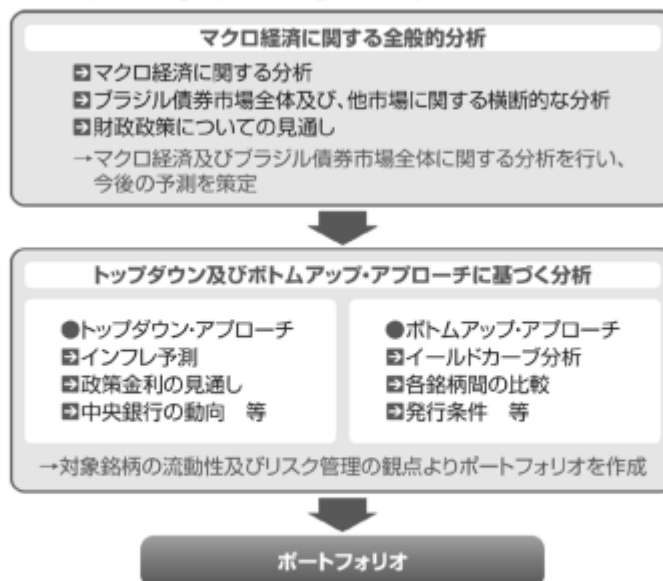 マクロ経済に関する全般的分析
マクロ経済に関する分析
ブラジル債券市場全体及び、他市場に関する横断的な分析
財政政策についての見通し
→マクロ経済及びブラジル債券市場全体に関する分析を行い、
今後の予測を策定
トップダウン及びボトムアップ・アプローチに基づく分析
●トップダウン・アプローチ
インフレ予測
政策金利の見通し
中央銀行の動向 等
●ボトムアップ・アプローチ
イールドカーブ分析
各銘柄間の比較
発行条件 等
→対象銘柄の流動性及びリスク管理の観点よりポートフォリオを作成
ポートフォリオ